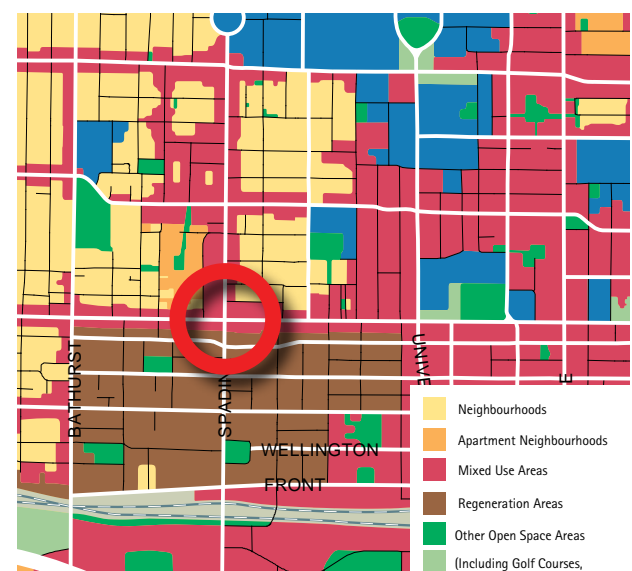 BATHURST
SPADIN
UNIVE
E
WELLINGTON
FRONT
Neighbourhoods
Apartment Neighbourhoods
Mixed Use Areas
Regeneration Areas
Other Open Space Areas
(Including Golf Courses,